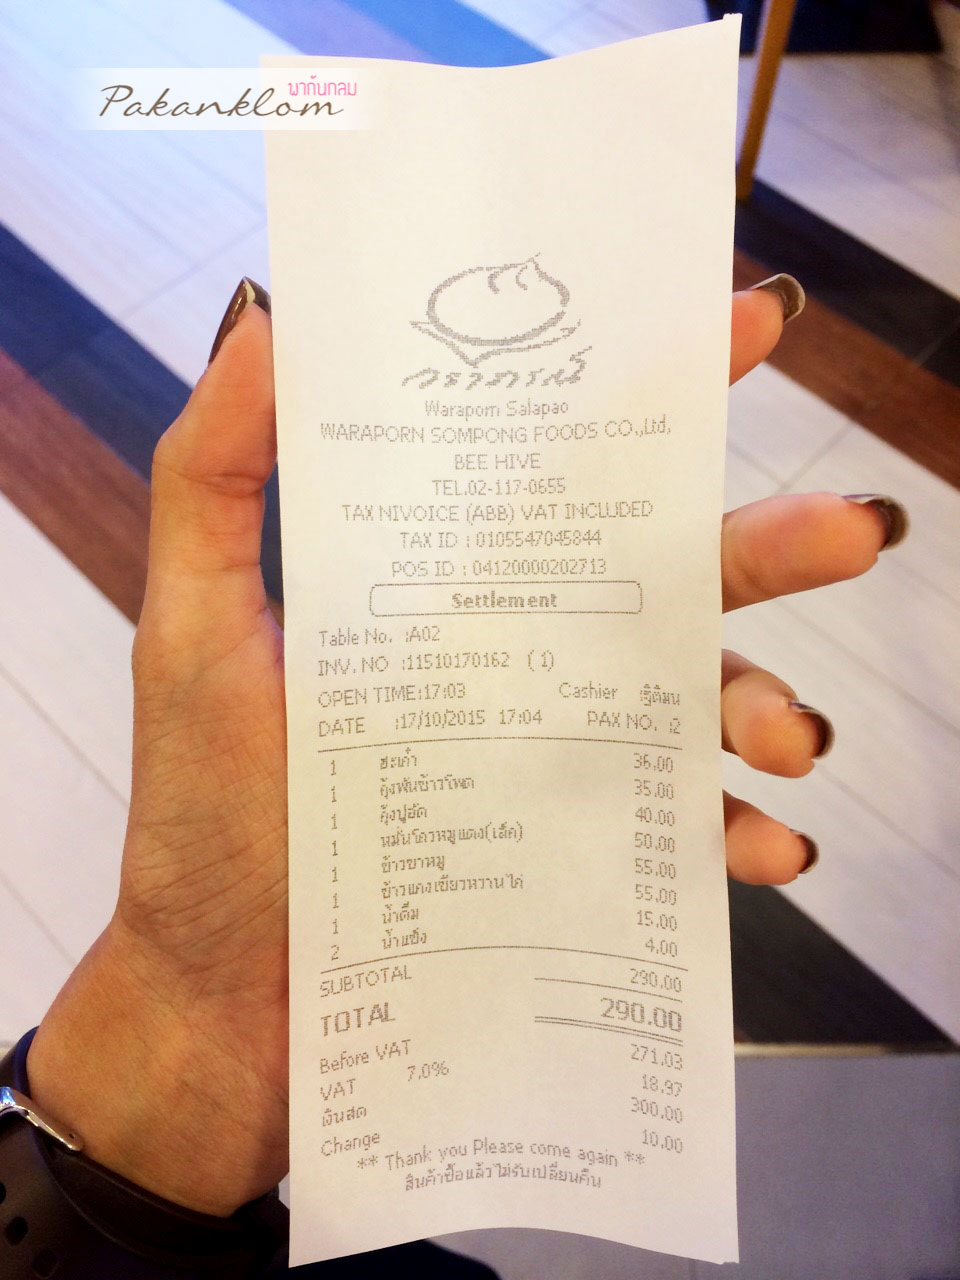 พากันกลม
Pakanklom
วราภรณ์
Waraporn Salapao
WARAPORN SOMPONG FOODS CO.,Ltd,
BEE HIVE
TEL.02-117-0655
TAX NIVOICE (ABB) VAT INCLUDED
TAX ID : 0105547045844
POS ID : 04120000202713
Settlement
Table No. :A02
INV. NO :11510170162 (1)
OPEN TIME:17:03 Cashier :ฐิติมน
DATE :17/10/2015 17:04 PAX NO. :2
1 ฮะเก๋า 36.00
1 กุ้งพันข้าวโพด 35.00
1 กุ้งปูอัด 40.00
1 หมั่นโถวหมูแดง(เล็ก) 50.00
1 ข้าวขาหมู 55.00
1 ข้าวแกงเขียวหวานไก่ 55.00
1 น้ำดื่ม 15.00
2 น้ำแข็ง 4.00
SUBTOTAL 290.00
TOTAL 290.00
Before VAT 271.03
VAT 7.0% 18.97
เงินสด 300.00
Change 10.00
** Thank you Please come again **
สินค้าซื้อแล้วไม่รับเปลี่ยนคืน